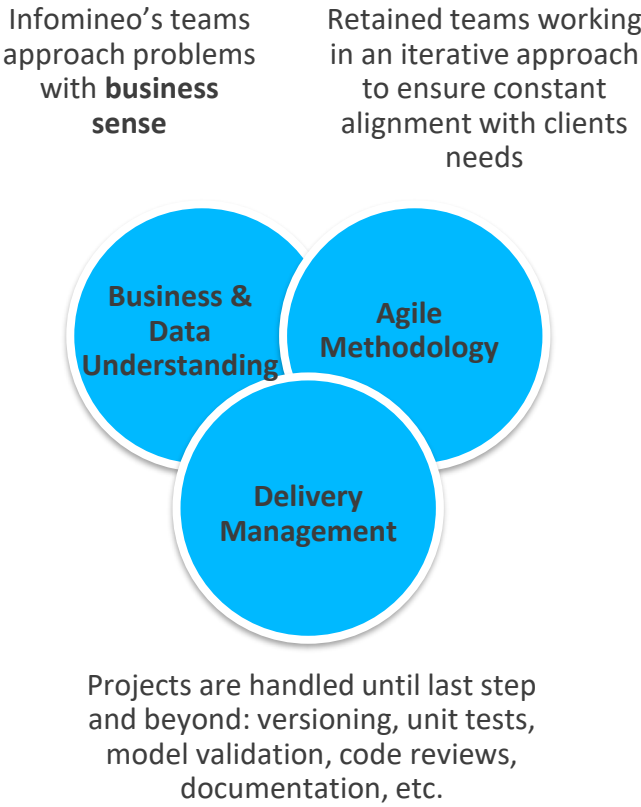 Infomineo's teams
approach problems
with business
sense
Retained teams working
in an iterative approach
to ensure constant
alignment with clients
needs
Business &
Data
Understanding
Agile
Methodology
Delivery
Management
Projects are handled until last step
and beyond: versioning, unit tests,
model validation, code reviews,
documentation, etc.